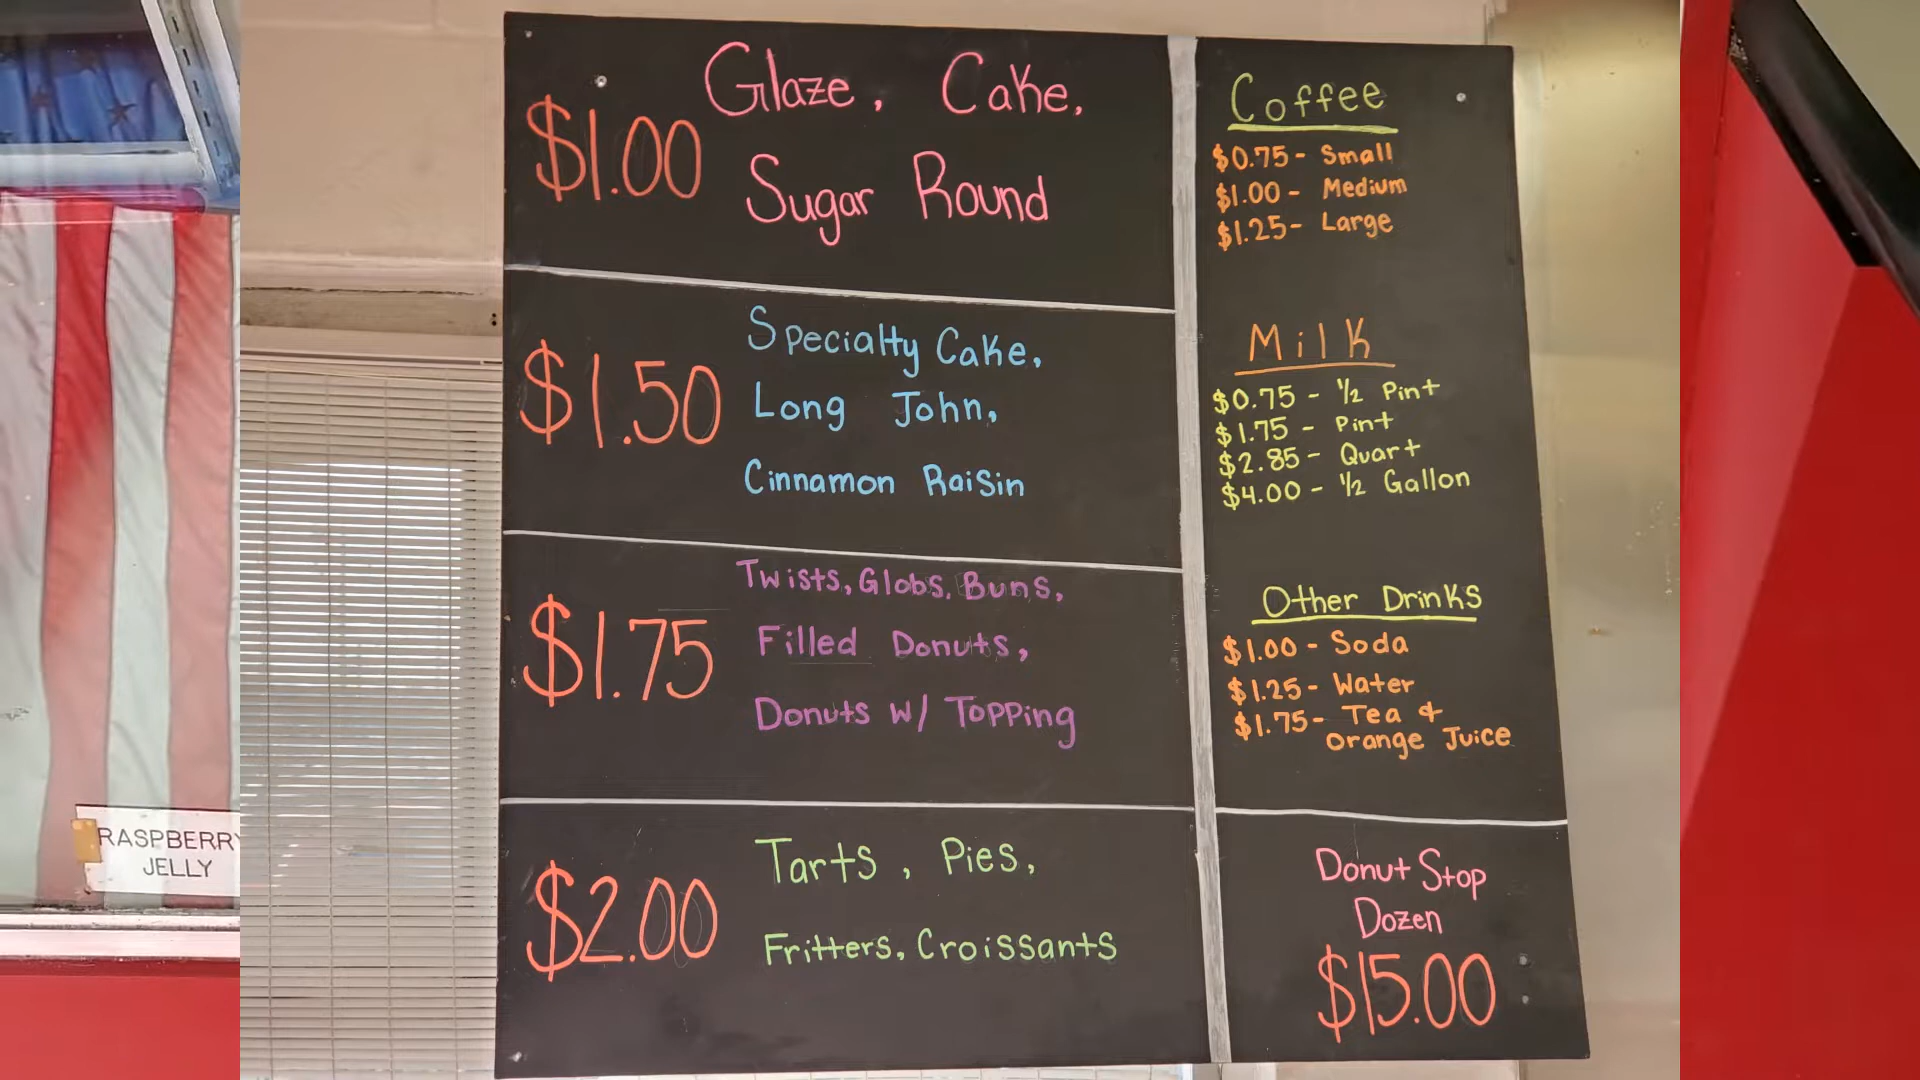 $1.00
Glaze, Cake,
Sugar Round
$1.50
Specialty Cake,
Long John,
Cinnamon Raisin
$1.75
Twists, Globs, Buns,
Filled Donuts,
Donuts w/ Topping
$2.00
Tarts, Pies,
Fritters, Croissants
Coffee
$0.75 - Small
$1.00 - Medium
$1.25 - Large
Milk
$0.75 - ½ Pint
$1.75 - Pint
$2.85 - Quart
$4.00 - ½ Gallon
Other Drinks
$1.00 - Soda
$1.25 - Water
$1.75 - Tea &
Orange Juice
Donut Stop
Dozen
$15.00
RASPBERRY
JELLY